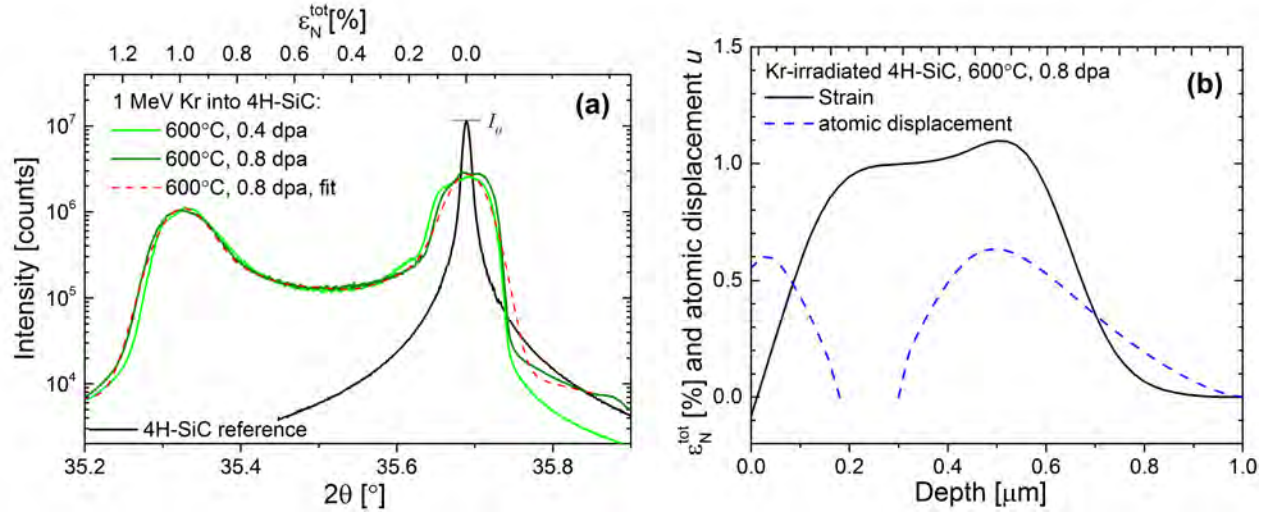 ε_N^tot[%]
1.2 1.0 0.8 0.6 0.4 0.2 0.0
(a)
1 MeV Kr into 4H-SiC:
600°C, 0.4 dpa
600°C, 0.8 dpa
600°C, 0.8 dpa, fit
I_0
4H-SiC reference
Intensity [counts]
10^7
10^6
10^5
10^4
35.2 35.4 35.6 35.8
2θ [°]
(b)
Kr-irradiated 4H-SiC, 600°C, 0.8 dpa
Strain
atomic displacement
ε_N^tot [%] and atomic displacement u
1.5
1.0
0.5
0.0
0.0 0.2 0.4 0.6 0.8 1.0
Depth [μm]